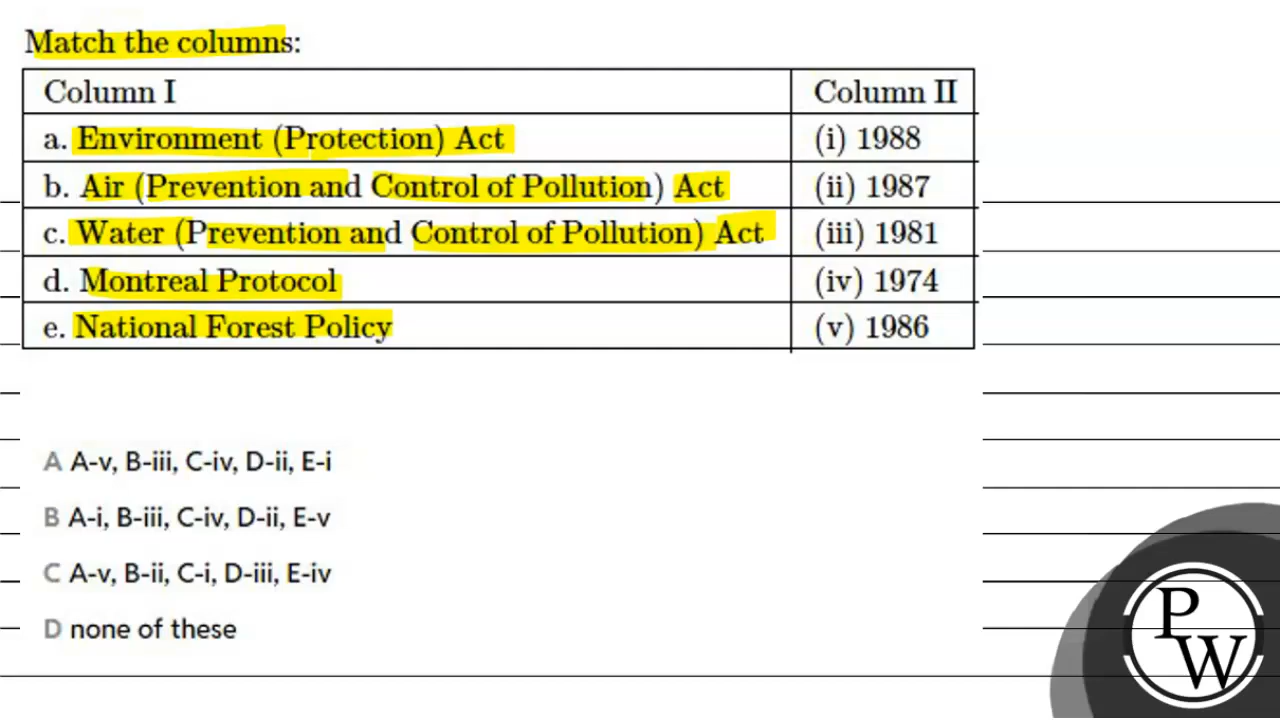 Match the columns:
Column I Column II
a. Environment (Protection) Act (i) 1988
b. Air (Prevention and Control of Pollution) Act (ii) 1987
c. Water (Prevention and Control of Pollution) Act (iii) 1981
d. Montreal Protocol (iv) 1974
e. National Forest Policy (v) 1986
A A-v, B-iii, C-iv, D-ii, E-i
B A-i, B-iii, C-iv, D-ii, E-v
C A-v, B-ii, C-i, D-iii, E-iv
D none of these
P
W